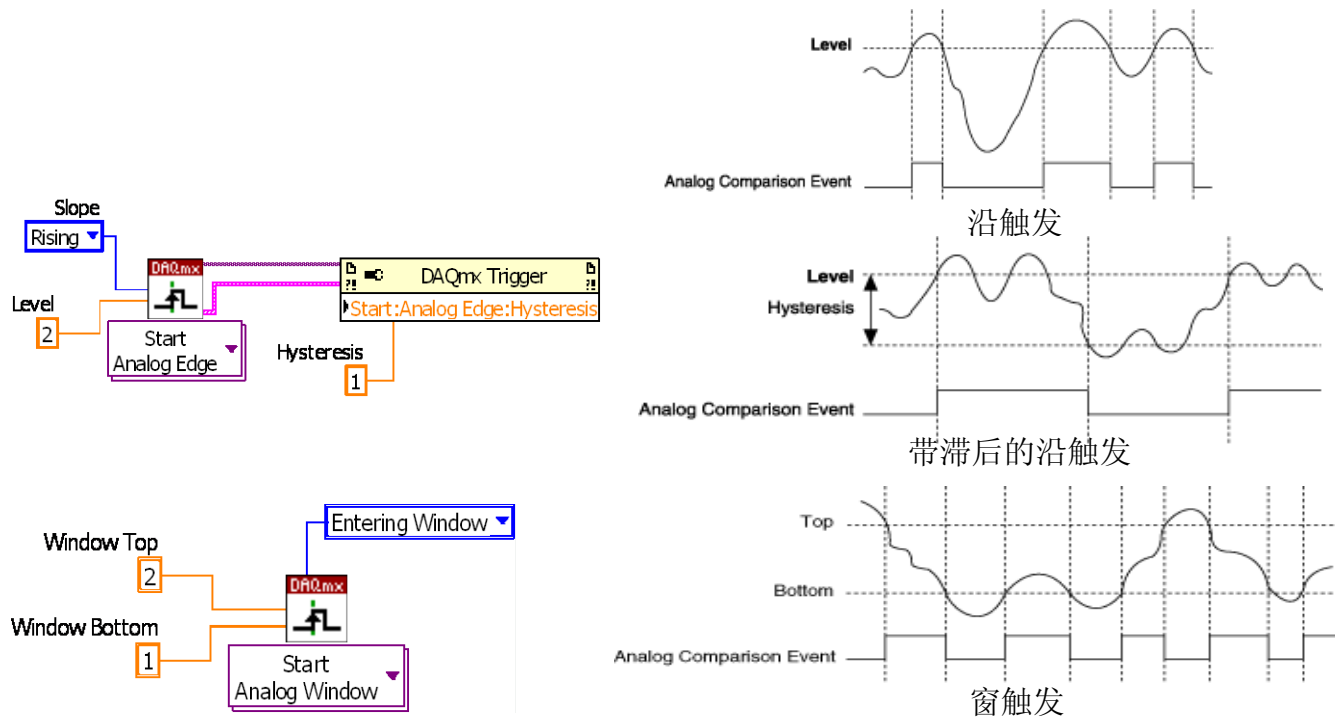 Slope
Rising
DAQmx
Level
2
Start
Analog Edge
DAQmx Trigger
Start:Analog Edge:Hysteresis
Hysteresis
1
Entering Window
Window Top
2
DAQmx
Window Bottom
1
Start
Analog Window
Level
Analog Comparison Event
沿触发
Level
Hysteresis
Analog Comparison Event
带滞后的沿触发
Top
Bottom
Analog Comparison Event
窗触发